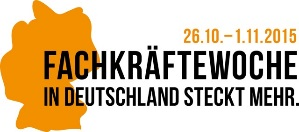 26.10.–1.11.2015
FACHKRÄFTEWOCHE
IN DEUTSCHLAND STECKT MEHR.